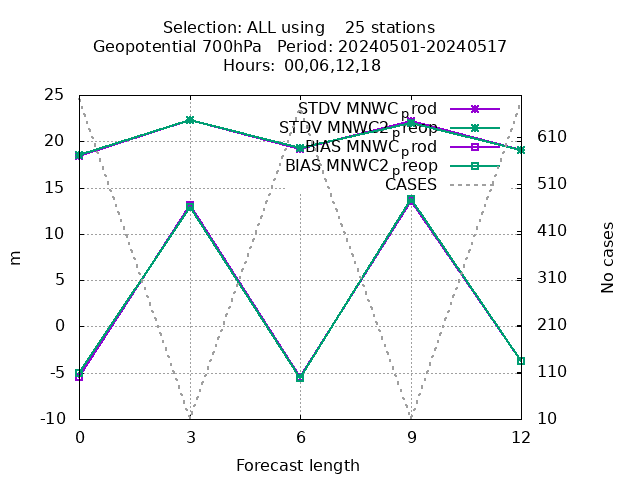 Selection: ALL using    25 stations
Geopotential 700hPa   Period: 20240501-20240517
Hours: 00,06,12,18
25
20
15
10
5
0
-5
-10
m
STDV MNWC_prod
STDV MNWC2_preop
BIAS MNWC_prod
BIAS MNWC2_preop
CASES
610
510
410
310
210
110
10
No cases
0 3 6 9 12
Forecast length